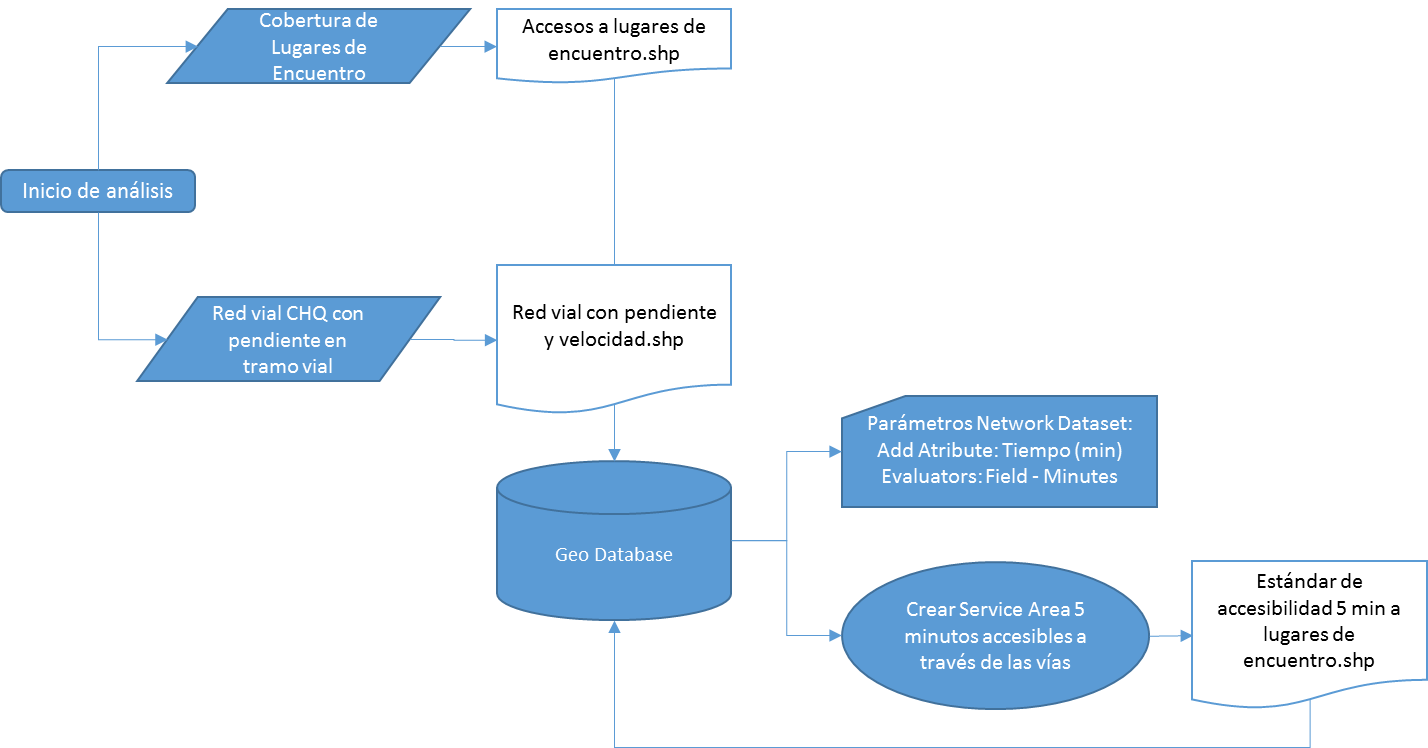 Cobertura de
Lugares de
Encuentro
Accesos a lugares de
encuentro.shp
Inicio de análisis
Red vial CHQ con
pendiente en
tramo vial
Red vial con pendiente
y velocidad.shp
Parámetros Network Dataset:
Add Atribute: Tiempo (min)
Evaluators: Field - Minutes
Geo Database
Crear Service Area 5
minutos accesibles a
través de las vías
Estándar de
accesibilidad 5 min a
lugares de
encuentro.shp